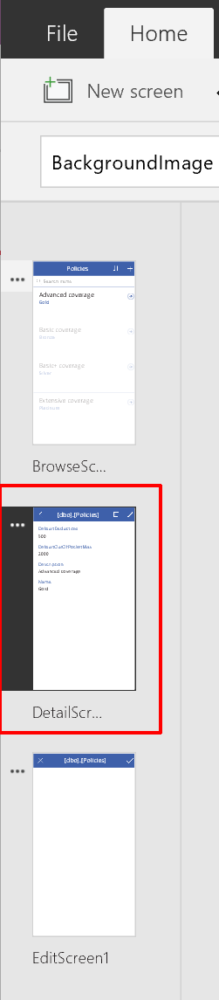 File Home
New screen
BackgroundImage
Policies
Search items
Advanced coverage
Gold
Basic coverage
Bronze
Basic+ coverage
Silver
Extensive coverage
Platinum
BrowseSc...
[dbo].[Policies]
DefaultDeductible
500
DefaultOutOfPocketMax
2000
Description
Advanced coverage
Name
Gold
DetailScr...
[dbo].[Policies]
EditScreen1